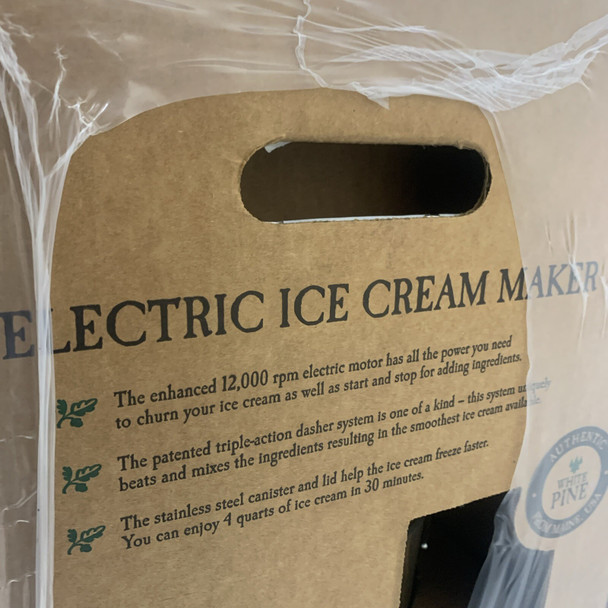 ELECTRIC ICE CREAM MAKER
The enhanced 12,000 rpm electric motor has all the power you need
to churn your ice cream as well as start and stop for adding ingredients.
The patented triple-action dasher system is one of a kind – this system uniquely
beats and mixes the ingredients resulting in the smoothest ice cream available.
The stainless steel canister and lid help the ice cream freeze faster.
You can enjoy 4 quarts of ice cream in 30 minutes.
AUTHENTIC
WHITE
PINE
FROM MAINE, USA